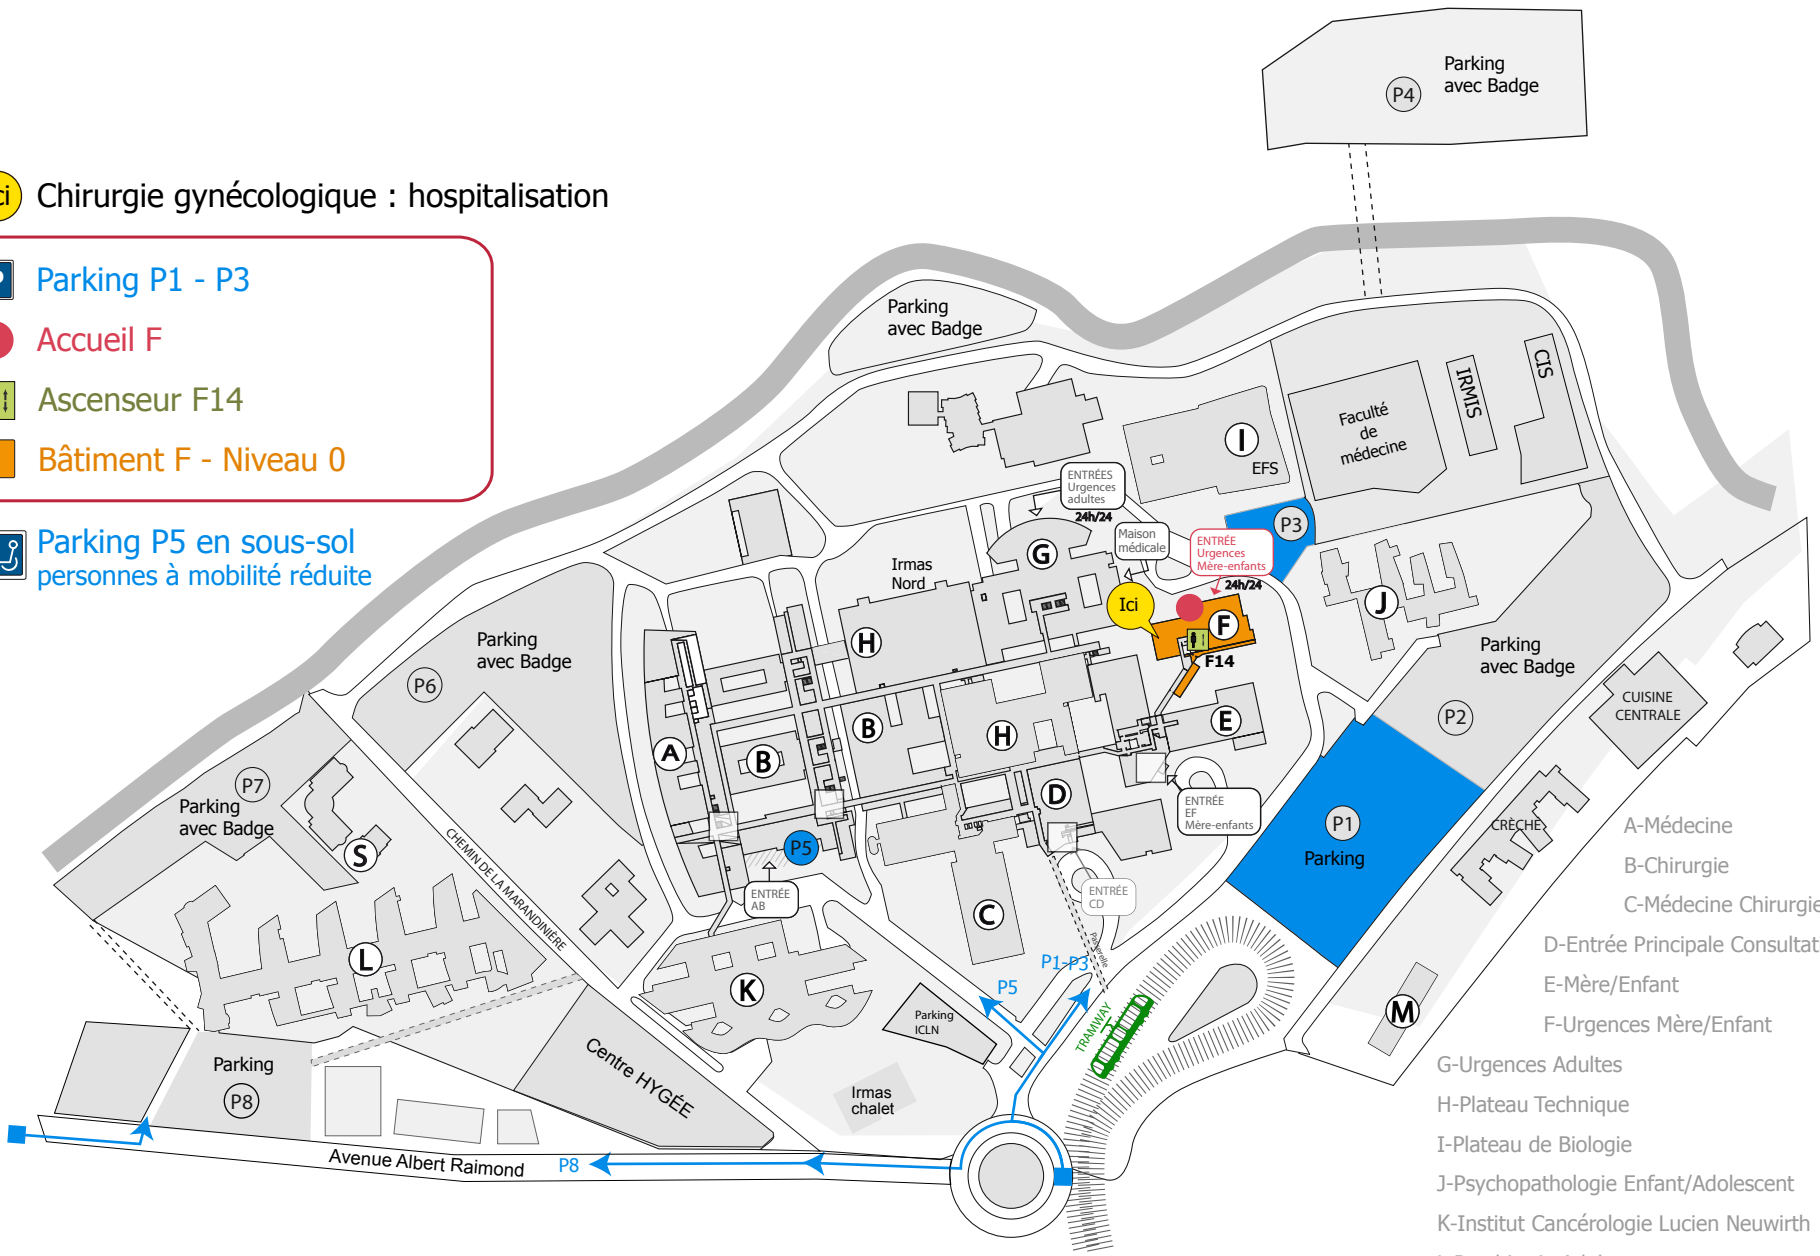 Chirurgie gynécologique : hospitalisation
Parking P1 - P3
Accueil F
Ascenseur F14
Bâtiment F - Niveau 0
Parking P5 en sous-sol
personnes à mobilité réduite
P4
Parking
avec Badge
Parking
avec Badge
Faculté
de
médecine
IRMIS
CIS
I
EFS
ENTRÉES
Urgences
adultes
24h/24
Maison
médicale
ENTRÉE
Urgences
Mère-enfants
24h/24
P3
G
Irmas
Nord
Ici
F
F14
J
H
Parking
avec Badge
P6
Parking
avec Badge
P2
CUISINE
CENTRALE
A
B
B
H
E
P7
Parking
avec Badge
S
CHEMIN DE LA MARANDINIÈRE
P5
ENTRÉE
AB
D
ENTRÉE
EF
Mère-enfants
ENTRÉE
CD
Passerelle
P1
Parking
CRÈCHE
C
L
K
P1-P3
P5
TRAMWAY
Parking
ICLN
M
Parking
P8
Centre HYGÉE
Irmas
chalet
Avenue Albert Raimond
P8
A-Médecine
B-Chirurgie
C-Médecine Chirurgie
D-Entrée Principale Consultat
E-Mère/Enfant
F-Urgences Mère/Enfant
G-Urgences Adultes
H-Plateau Technique
I-Plateau de Biologie
J-Psychopathologie Enfant/Adolescent
K-Institut Cancérologie Lucien Neuwirth